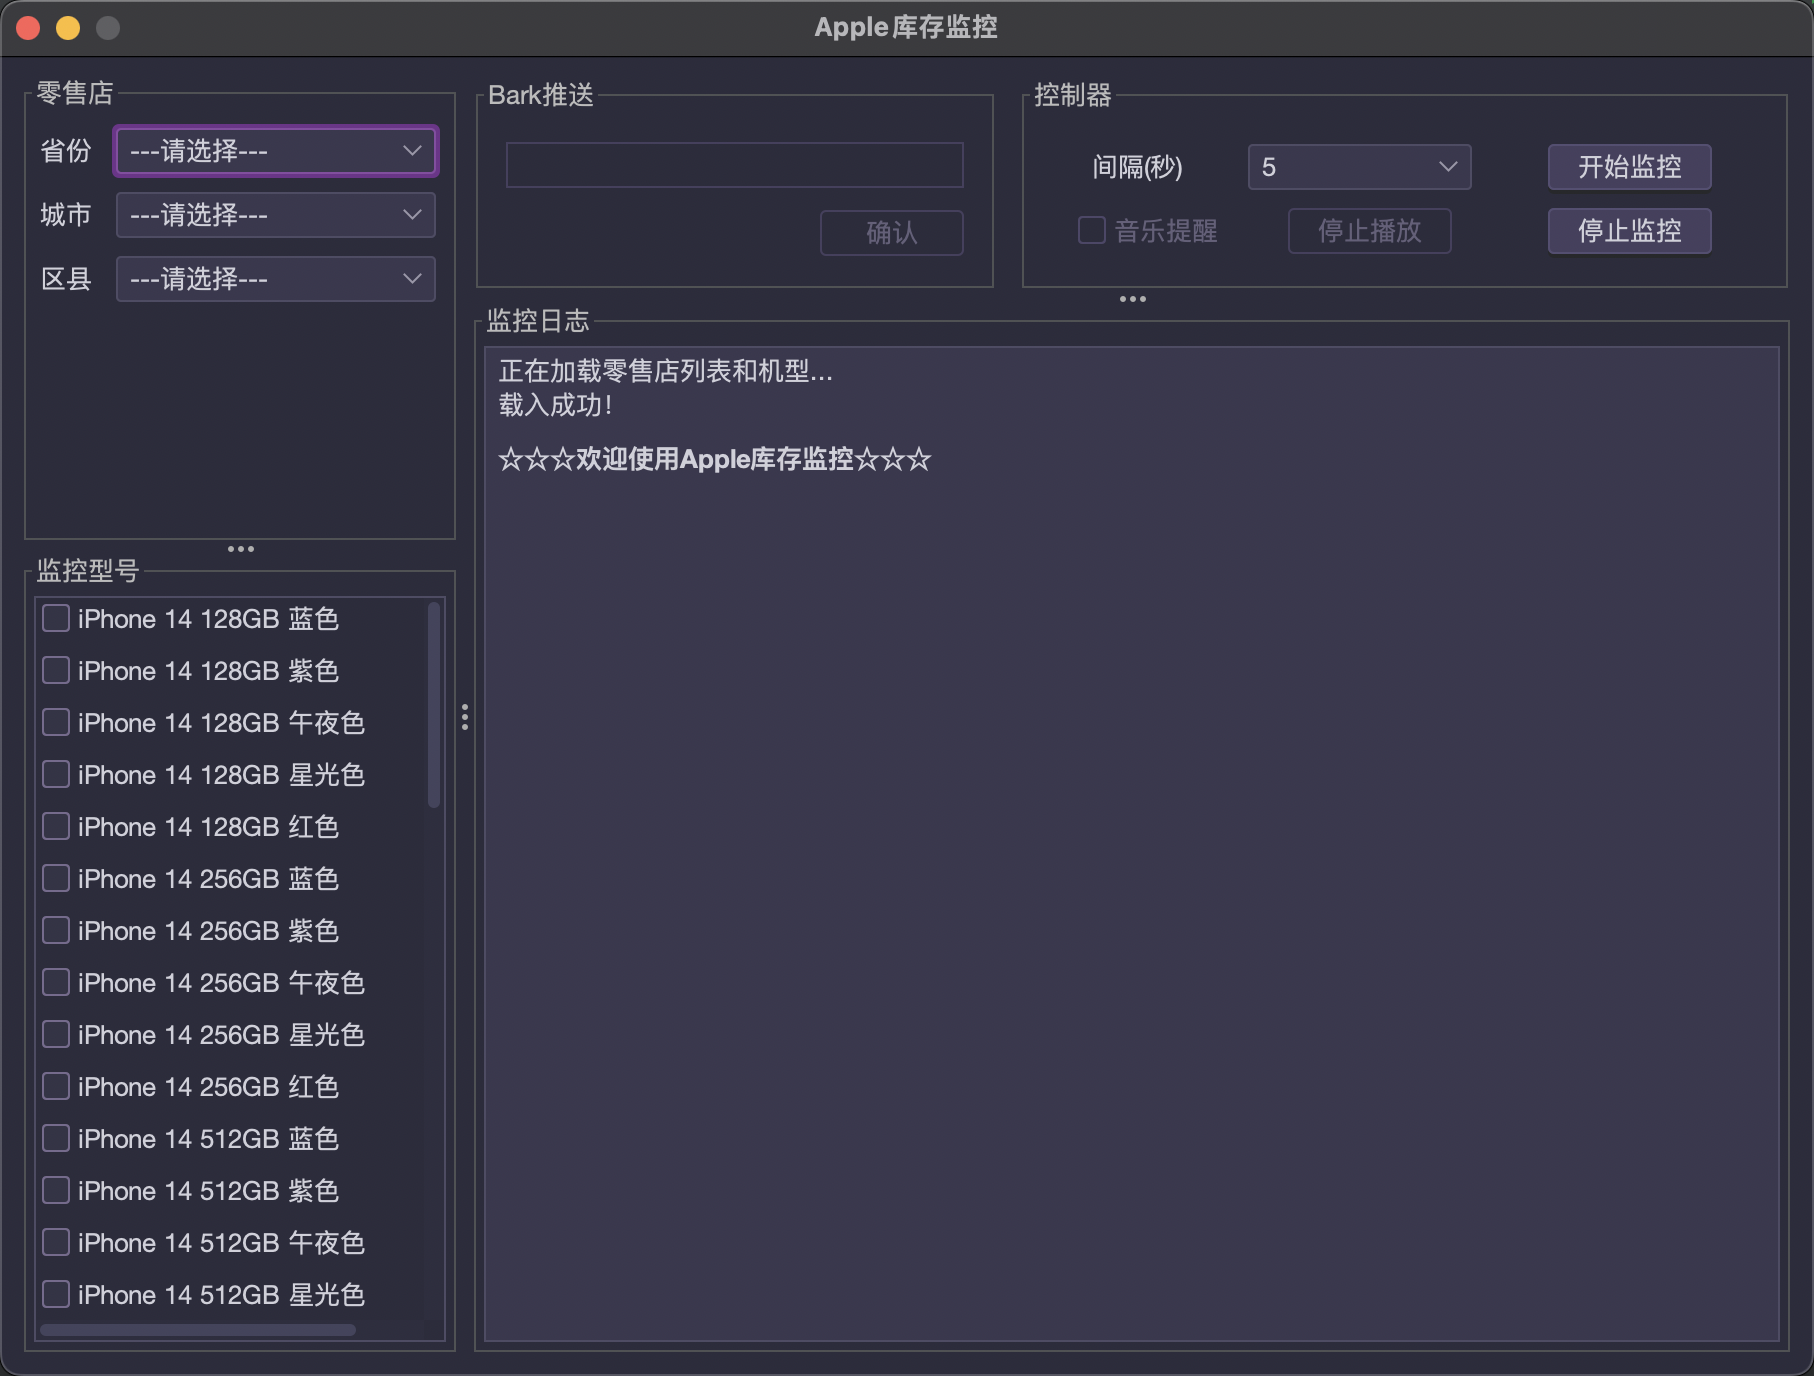 Apple库存监控
零售店
省份 ---请选择---
城市 ---请选择---
区县 ---请选择---
Bark推送
确认
控制器
间隔(秒) 5 开始监控
音乐提醒 停止播放 停止监控
监控型号
iPhone 14 128GB 蓝色
iPhone 14 128GB 紫色
iPhone 14 128GB 午夜色
iPhone 14 128GB 星光色
iPhone 14 128GB 红色
iPhone 14 256GB 蓝色
iPhone 14 256GB 紫色
iPhone 14 256GB 午夜色
iPhone 14 256GB 星光色
iPhone 14 256GB 红色
iPhone 14 512GB 蓝色
iPhone 14 512GB 紫色
iPhone 14 512GB 午夜色
iPhone 14 512GB 星光色
监控日志
正在加载零售店列表和机型...
载入成功！
☆☆☆欢迎使用Apple库存监控☆☆☆